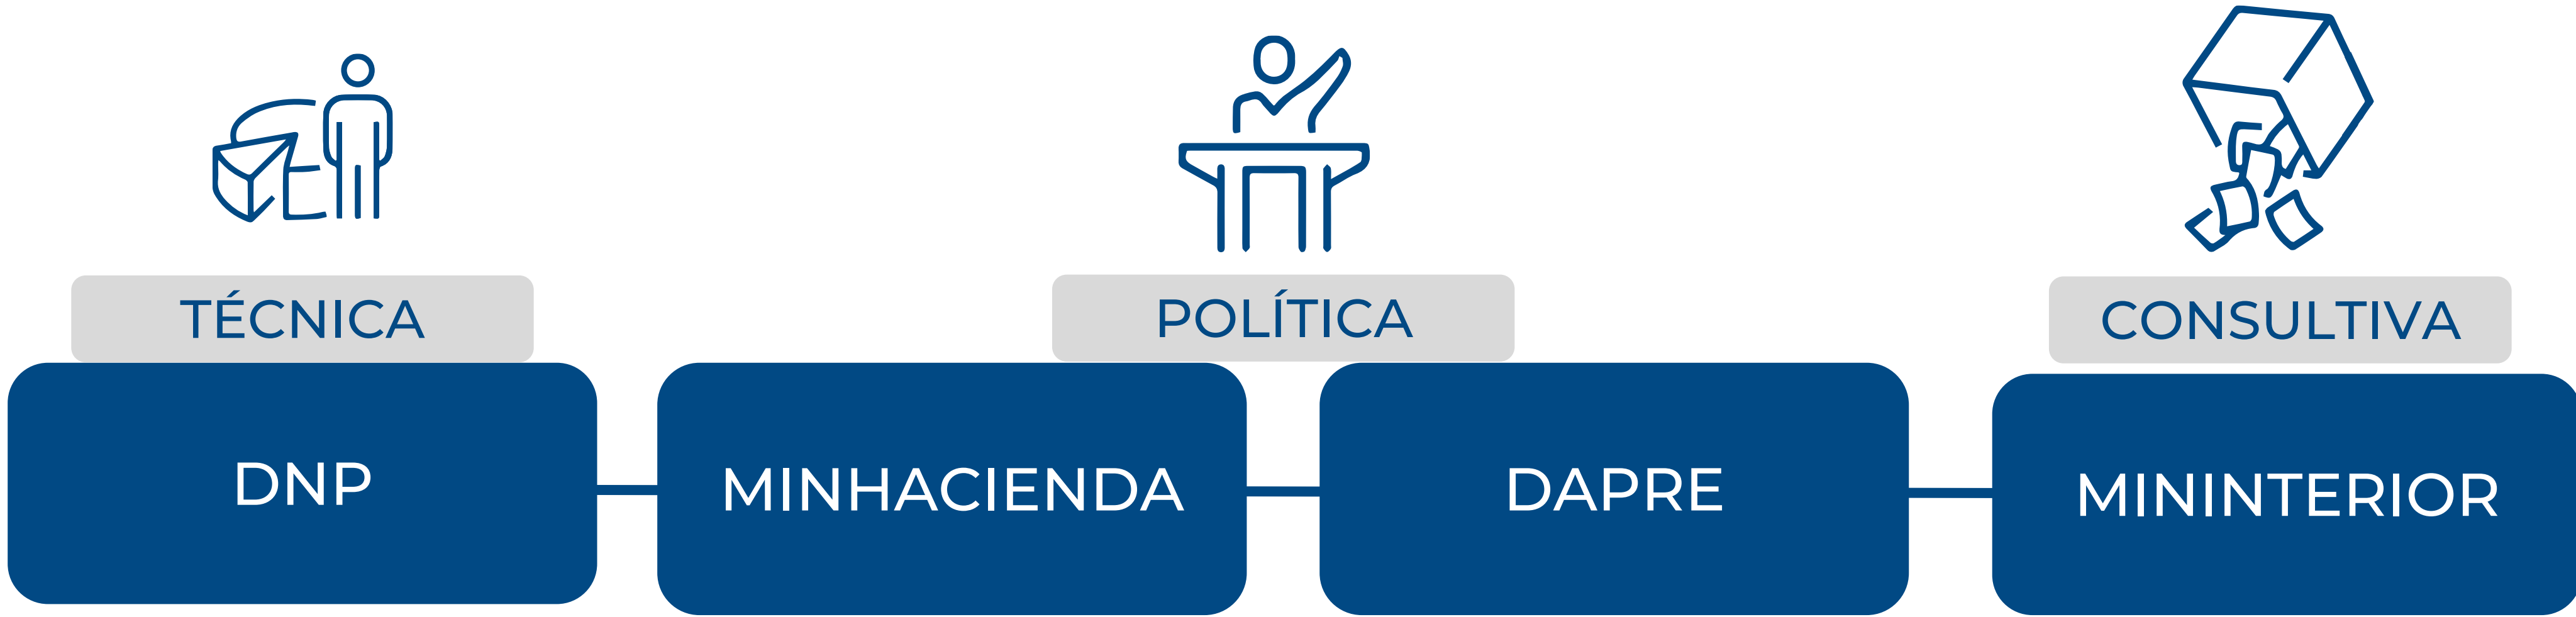 TÉCNICA
POLÍTICA
CONSULTIVA
DNP
MINHACIENDA
DAPRE
MININTERIOR